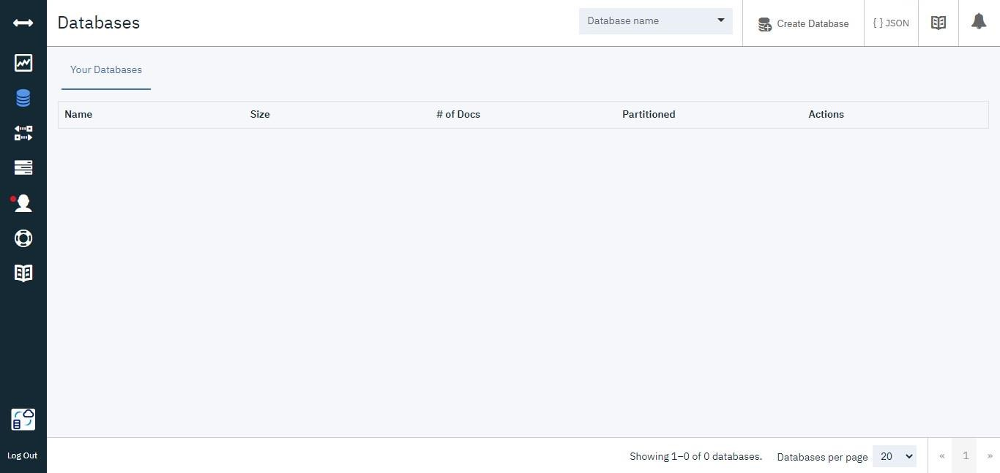 Databases
Database name
Create Database
{ } JSON
Your Databases
Name Size # of Docs Partitioned Actions
Log Out
Showing 1–0 of 0 databases. Databases per page 20 « 1 »